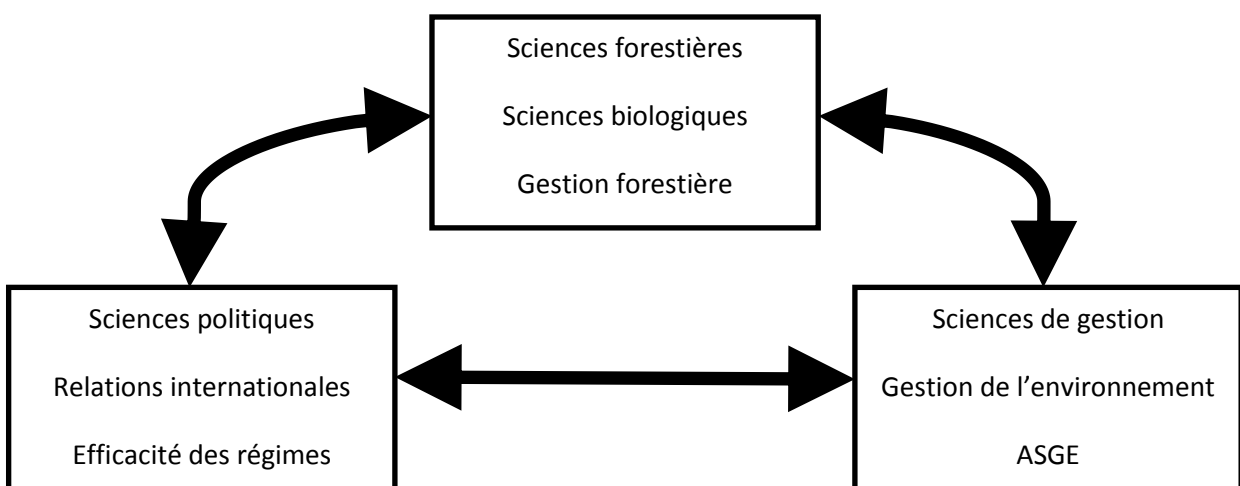 Sciences forestières
Sciences biologiques
Gestion forestière
Sciences politiques
Relations internationales
Efficacité des régimes
Sciences de gestion
Gestion de l’environnement
ASGE